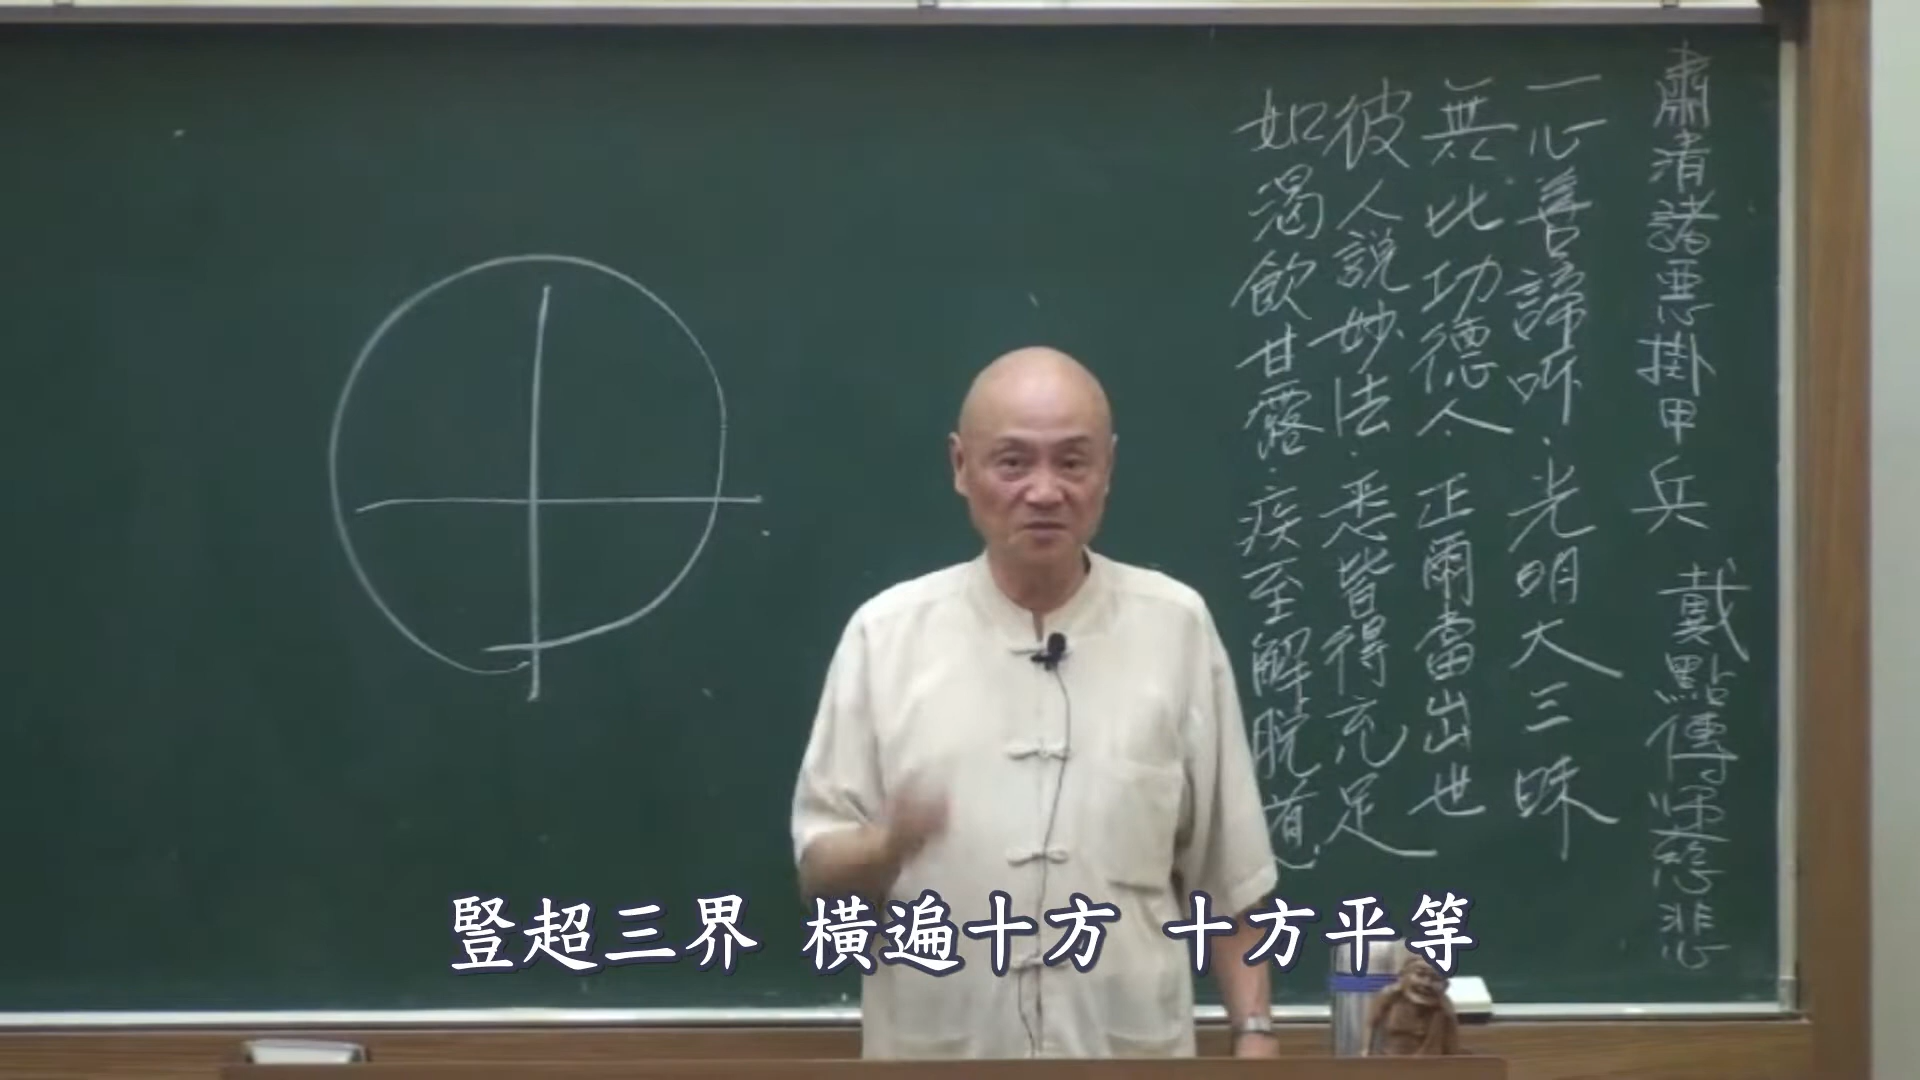 肅清諸惡掛甲兵 戴點傳師慈悲
一心善諦听．光明大三昧
無比功德人 正爾當出世
彼人説妙法．悉皆得充足
如渴飲甘露．疾至解脫道
豎超三界 橫遍十方 十方平等